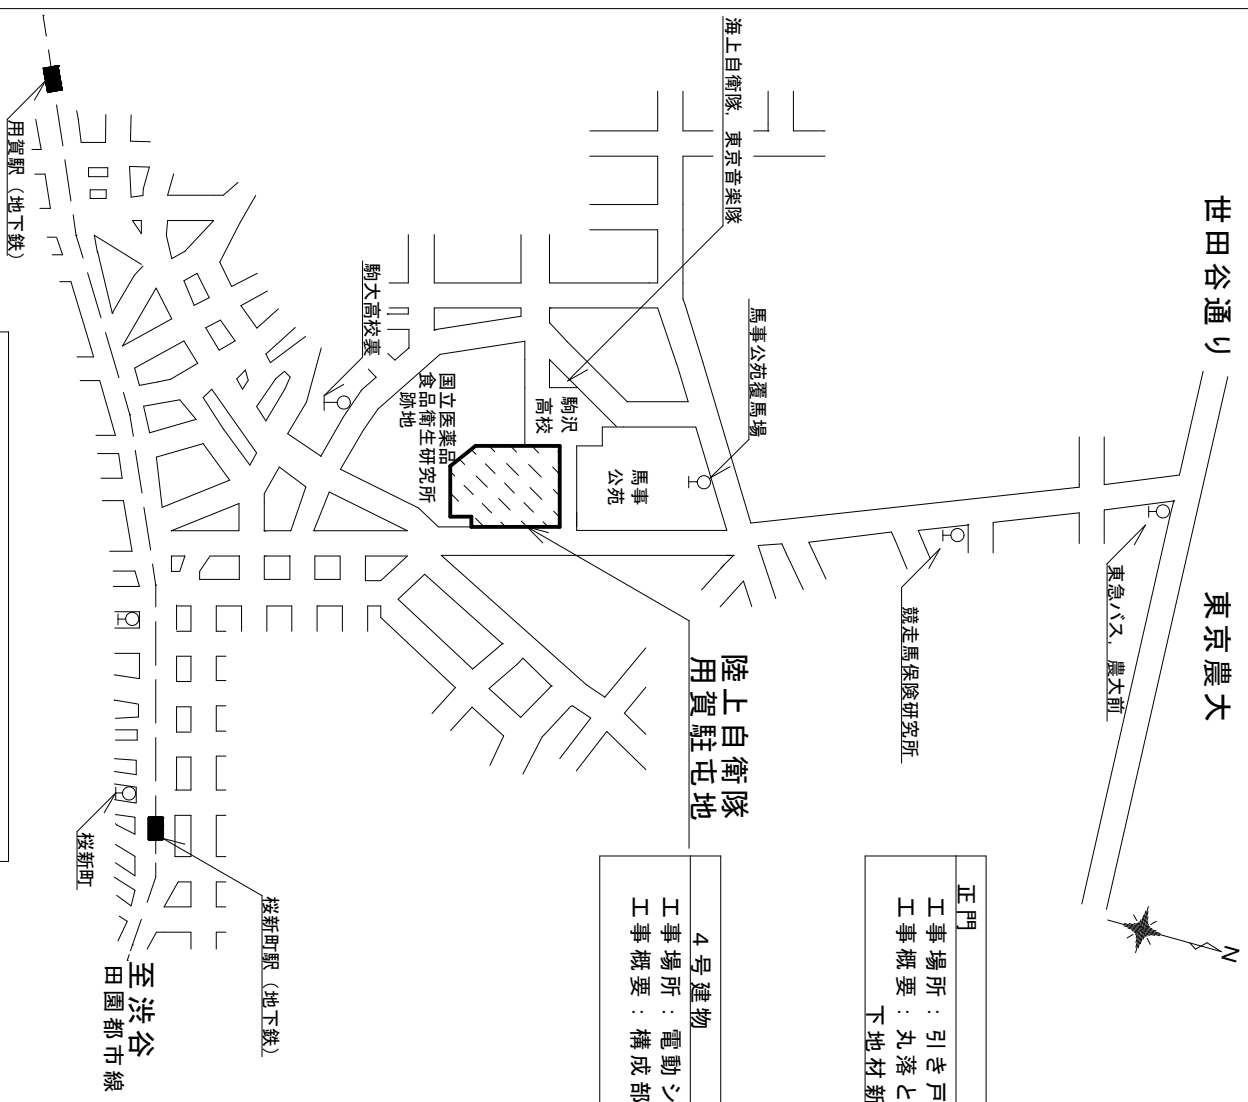 世田谷通り
東京農大
N
東急バス，農大前
正門
工事場所：引き戸
工事概要：丸落と
下地材新
競走馬保険研究所
馬事公苑覆馬場
海上自衛隊，東京音楽隊
陸上自衛隊
用賀駐屯地
4号建物
工事場所：電動シ
工事概要：構成部
馬事
公苑
駒沢
高校
国立医薬品
食品衛生研究所
跡地
駒大高校裏
桜新町駅（地下鉄）
至渋谷
田園都市線
桜新町
用賀駅（地下鉄）